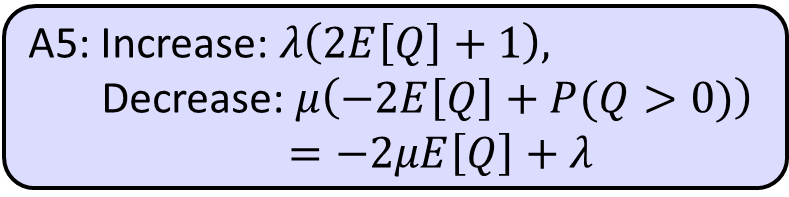 A5: Increase: λ(2E[Q] + 1),
Decrease: μ(−2E[Q] + P(Q > 0))
= −2μE[Q] + λ